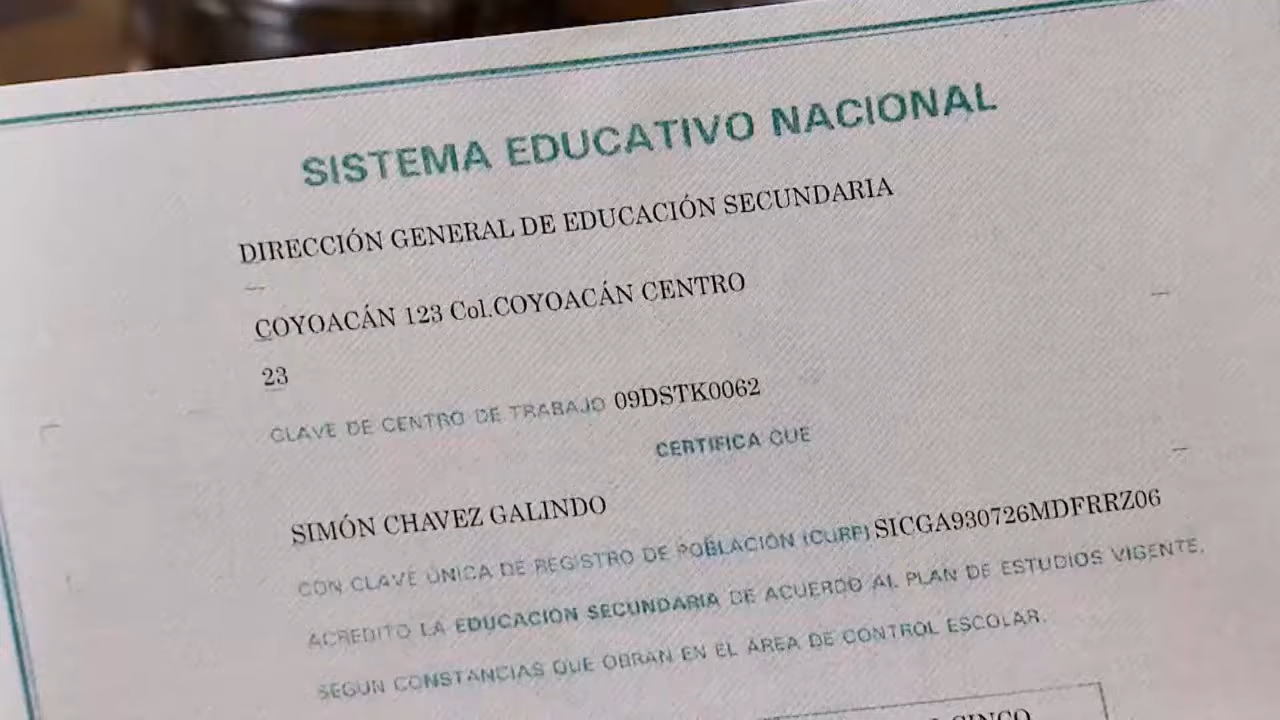 SISTEMA EDUCATIVO NACIONAL
DIRECCIÓN GENERAL DE EDUCACIÓN SECUNDARIA
COYOACÁN 123 Col.COYOACÁN CENTRO
23
CLAVE DE CENTRO DE TRABAJO 09DSTK0062
CERTIFICA QUE
SIMÓN CHAVEZ GALINDO
CON CLAVE ÚNICA DE REGISTRO DE POBLACIÓN (CURP) SICGA930726MDFRRZ06
ACREDITO LA EDUCACION SECUNDARIA DE ACUERDO AL PLAN DE ESTUDIOS VIGENTE,
SEGUN CONSTANCIAS QUE OBRAN EN EL ÁREA DE CONTROL ESCOLAR.
CINCO